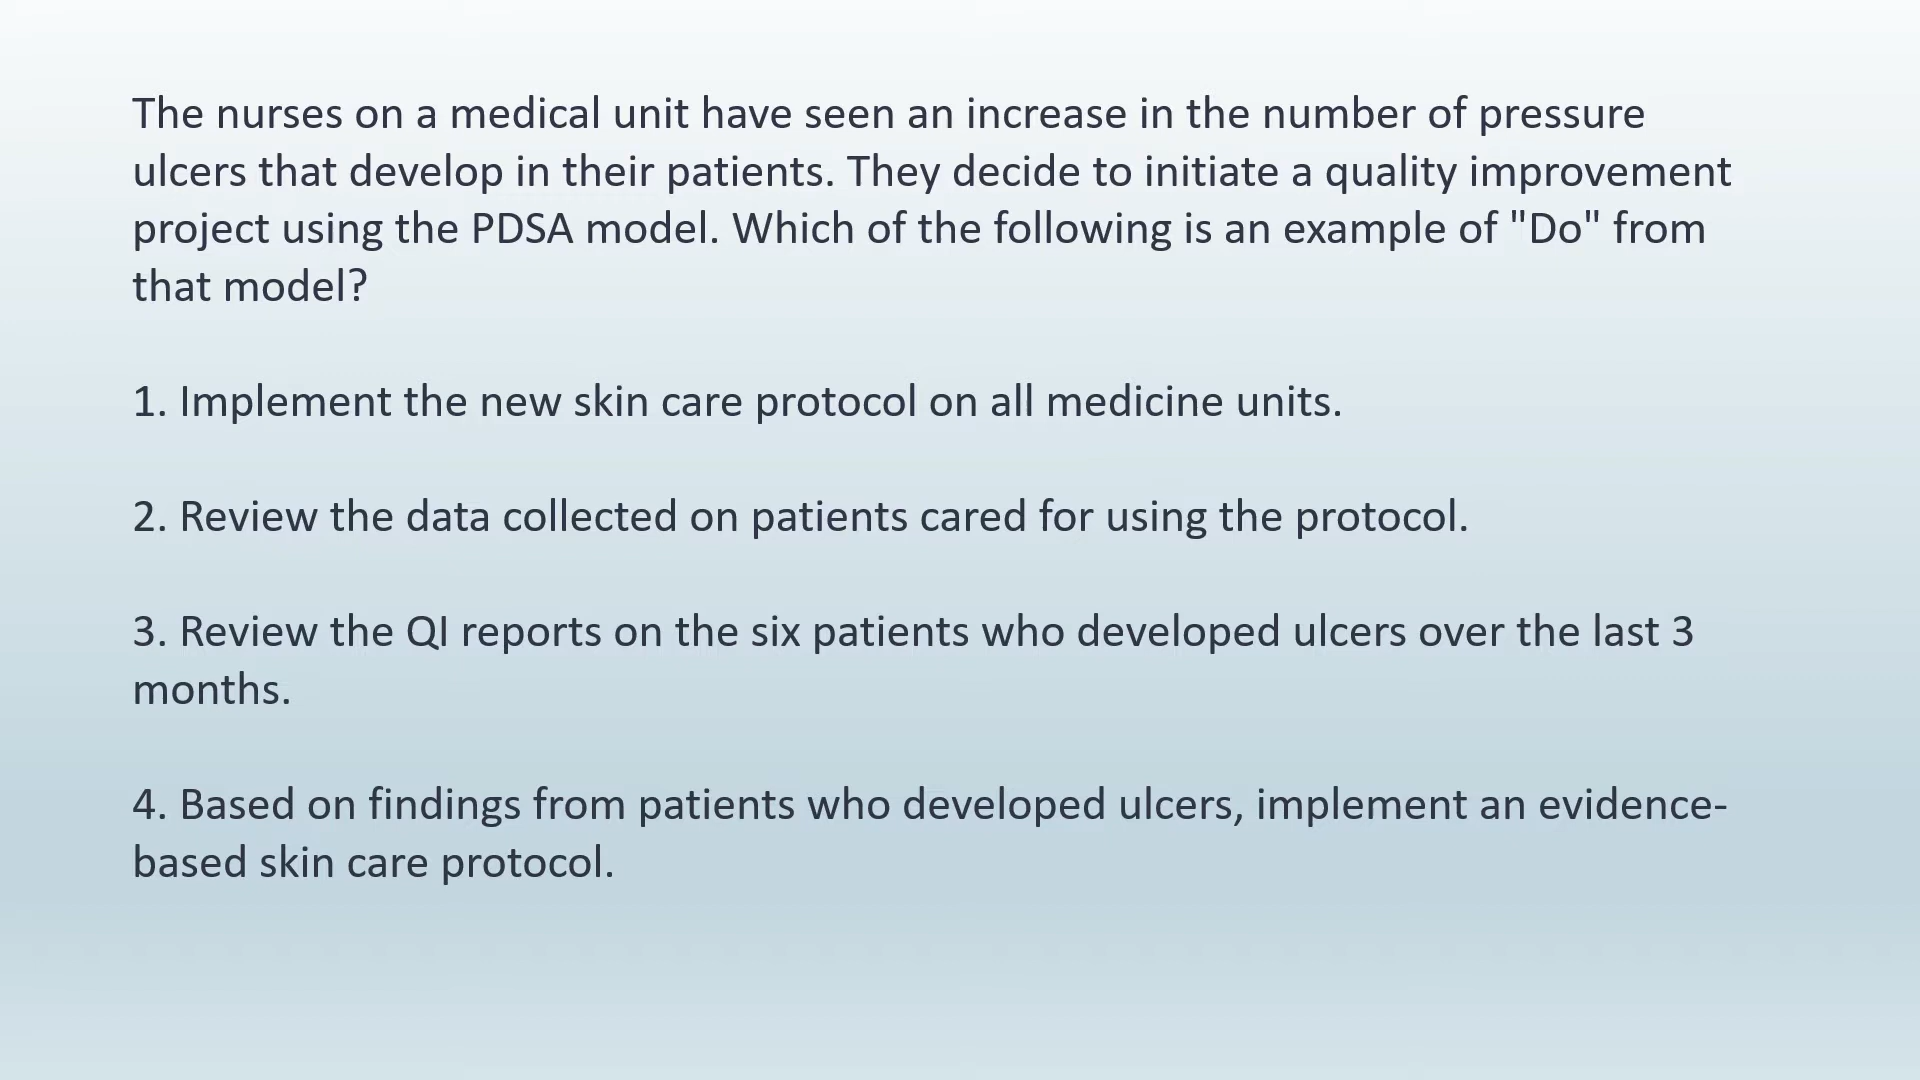 The nurses on a medical unit have seen an increase in the number of pressure
ulcers that develop in their patients. They decide to initiate a quality improvement
project using the PDSA model. Which of the following is an example of "Do" from
that model?
1. Implement the new skin care protocol on all medicine units.
2. Review the data collected on patients cared for using the protocol.
3. Review the QI reports on the six patients who developed ulcers over the last 3
months.
4. Based on findings from patients who developed ulcers, implement an evidence-
based skin care protocol.